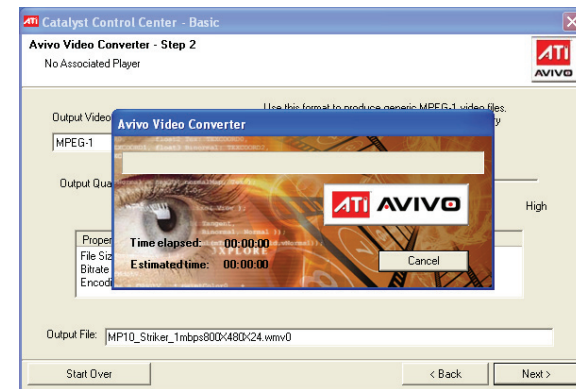 ATI Catalyst Control Center - Basic
Avivo Video Converter - Step 2
No Associated Player
ATI
AVIVO
Use this format to produce generic MPEG-1 video files.
Output Video
MPEG-1
Avivo Video Converter
ATI AVIVO
Output Qua
High
Time elapsed: 00:00:00
Estimated time: 00:00:00
XPLORE
Cancel
Proper
File Siz
Bitrate
Encodi
Output File: MP10_Striker_1mbps800X480X24.wmv0
Start Over
< Back
Next >